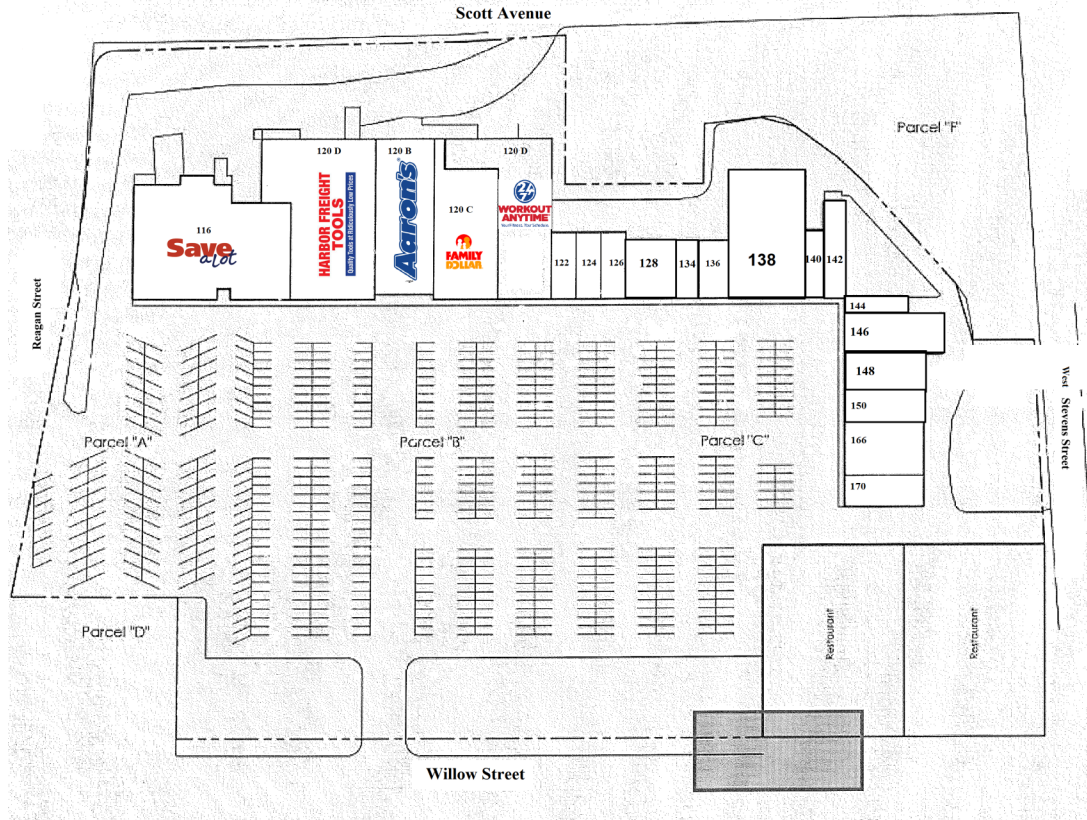 Scott Avenue
Parcel "F"
120 D
120 B
120 D
HARBOR FREIGHT
TOOLS
Quality Tools at Ridiculously Low Prices
Aaron's
120 C
FAMILY
DOLLAR
24/7
WORKOUT
ANYTIME
116
Save
a lot
122
124
126
128
134
136
138
140
142
144
146
148
150
166
170
Reagan Street
West Stevens Street
Parcel "A"
Parcel "B"
Parcel "C"
Parcel "D"
Restaurant
Restaurant
Willow Street